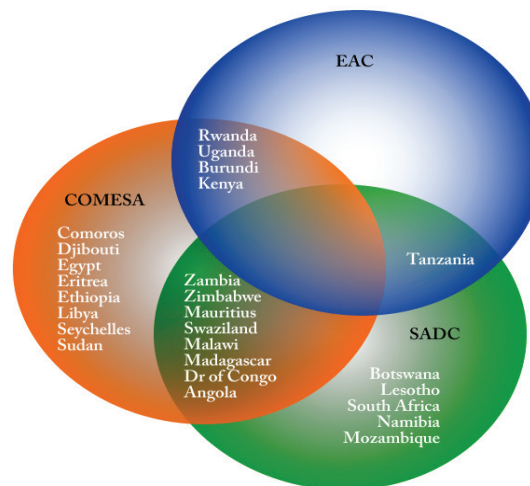 EAC
Rwanda
Uganda
Burundi
Kenya
COMESA
Comoros
Djibouti
Egypt
Eritrea
Ethiopia
Libya
Seychelles
Sudan
Zambia
Zimbabwe
Mauritius
Swaziland
Malawi
Madagascar
Dr of Congo
Angola
Tanzania
SADC
Botswana
Lesotho
South Africa
Namibia
Mozambique